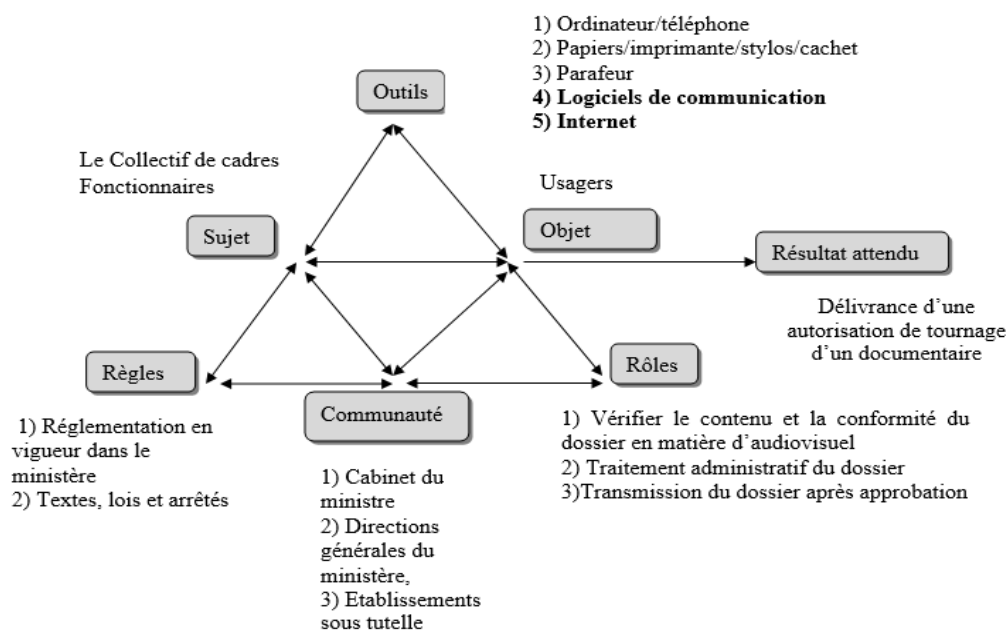 1) Ordinateur/téléphone
2) Papiers/imprimante/stylos/cachet
3) Parafeur
4) Logiciels de communication
5) Internet
Outils
Le Collectif de cadres
Fonctionnaires
Sujet
Usagers
Objet
Résultat attendu
Délivrance d’une
autorisation de tournage
d’un documentaire
Règles
1) Réglementation en
vigueur dans le
ministère
2) Textes, lois et arrêtés
Communauté
1) Cabinet du
ministre
2) Directions
générales du
ministère,
3) Etablissements
sous tutelle
Rôles
1) Vérifier le contenu et la conformité du
dossier en matière d’audiovisuel
2) Traitement administratif du dossier
3)Transmission du dossier après approbation